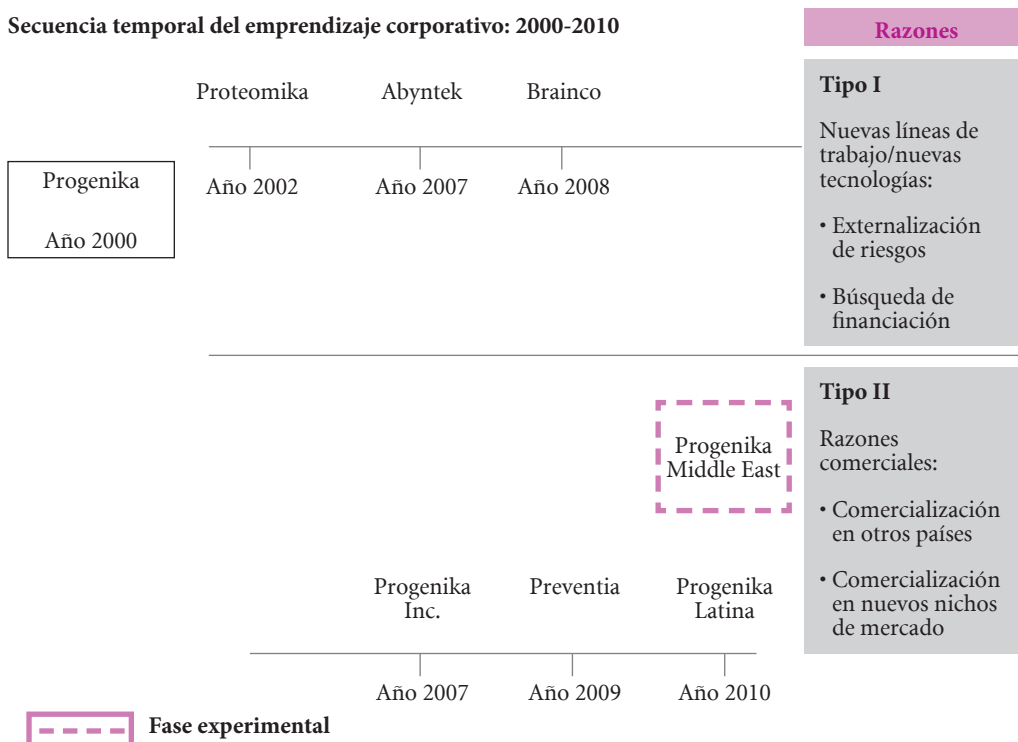 Secuencia temporal del emprendizaje corporativo: 2000-2010
Razones
Proteomika
Abyntek
Brainco
Año 2002
Año 2007
Año 2008
Progenika
Año 2000
Tipo I
Nuevas líneas de
trabajo/nuevas
tecnologías:
• Externalización
de riesgos
• Búsqueda de
financiación
Progenika
Middle East
Progenika
Inc.
Preventia
Progenika
Latina
Año 2007
Año 2009
Año 2010
Tipo II
Razones
comerciales:
• Comercialización
en otros países
• Comercialización
en nuevos nichos
de mercado
Fase experimental